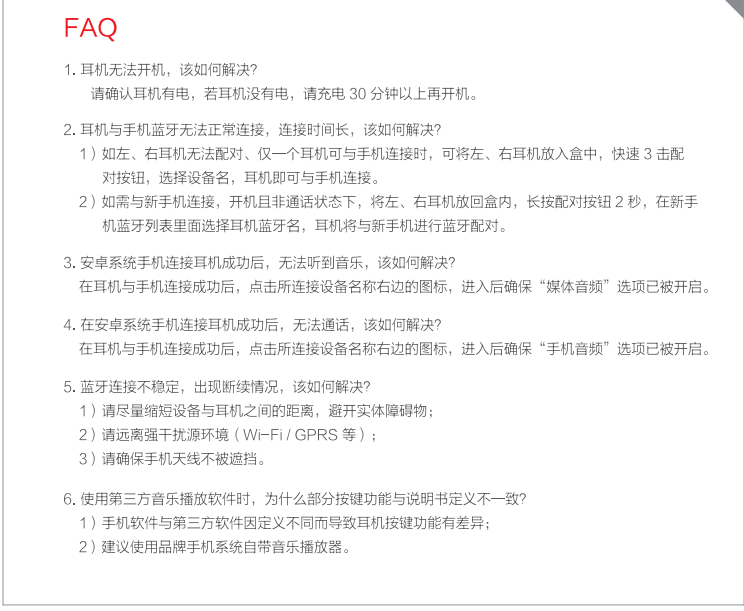 FAQ
1. 耳机无法开机，该如何解决?
请确认耳机有电，若耳机没有电，请充电 30 分钟以上再开机。
2. 耳机与手机蓝牙无法正常连接，连接时间长，该如何解决?
1）如左、右耳机无法配对、仅一个耳机可与手机连接时，可将左、右耳机放入盒中，快速 3 击配
对按钮，选择设备名，耳机即可与手机连接。
2）如需与新手机连接，开机且非通话状态下，将左、右耳机放回盒内，长按配对按钮 2 秒，在新手
机蓝牙列表里面选择耳机蓝牙名，耳机将与新手机进行蓝牙配对。
3. 安卓系统手机连接耳机成功后，无法听到音乐，该如何解决?
在耳机与手机连接成功后，点击所连接设备名称右边的图标，进入后确保“媒体音频”选项已被开启。
4. 在安卓系统手机连接耳机成功后，无法通话，该如何解决?
在耳机与手机连接成功后，点击所连接设备名称右边的图标，进入后确保“手机音频”选项已被开启。
5. 蓝牙连接不稳定，出现断续情况，该如何解决?
1）请尽量缩短设备与耳机之间的距离，避开实体障碍物；
2）请远离强干扰源环境（Wi-Fi / GPRS 等）；
3）请确保手机天线不被遮挡。
6. 使用第三方音乐播放软件时，为什么部分按键功能与说明书定义不一致?
1）手机软件与第三方软件因定义不同而导致耳机按键功能有差异；
2）建议使用品牌手机系统自带音乐播放器。